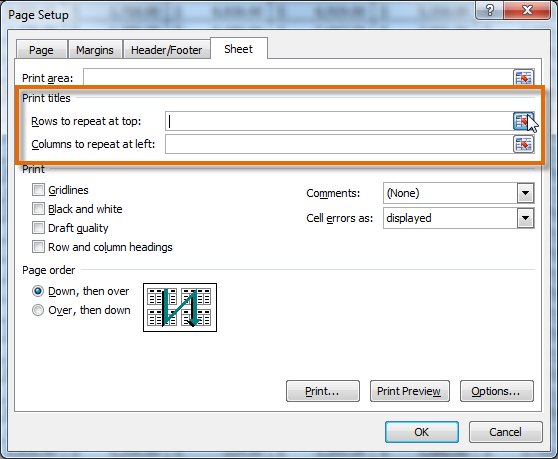 Page Setup
Page Margins Header/Footer Sheet
Print area:
Print titles
Rows to repeat at top:
Columns to repeat at left:
Print
Gridlines
Black and white
Draft quality
Row and column headings
Comments: (None)
Cell errors as: displayed
Page order
Down, then over
Over, then down
Print... Print Preview Options...
OK Cancel